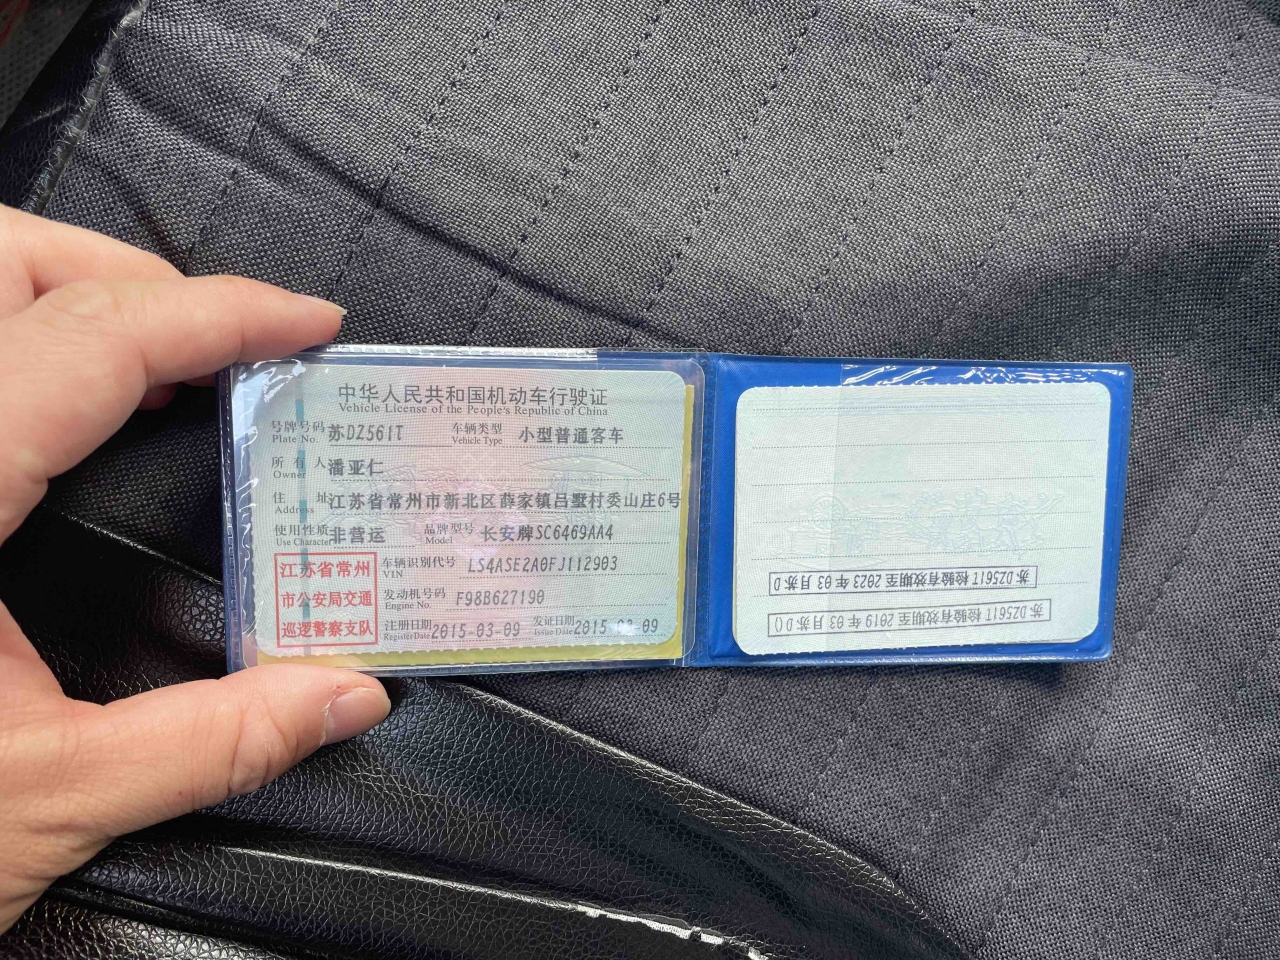 中华人民共和国机动车行驶证
Vehicle License of the People's Republic of China
号牌号码 苏DZ561T 车辆类型 小型普通客车
Plate No. Vehicle Type
所有人 潘亚仁
Owner
住址 江苏省常州市新北区薛家镇吕墅村委山庄6号
Address
使用性质 非营运 品牌型号 长安牌SC6469AA4
Use Character Model
江苏省常州
市公安局交通
巡逻警察支队
车辆识别代号 LS4ASE2A0FJ112903
VIN
发动机号码 F98B627190
Engine No.
注册日期 2015-03-09 发证日期 2015-03-09
Register Date Issue Date
苏DZ561T 检验有效期至2019年03月苏D()
苏DZ561T 检验有效期至2023年03月苏D